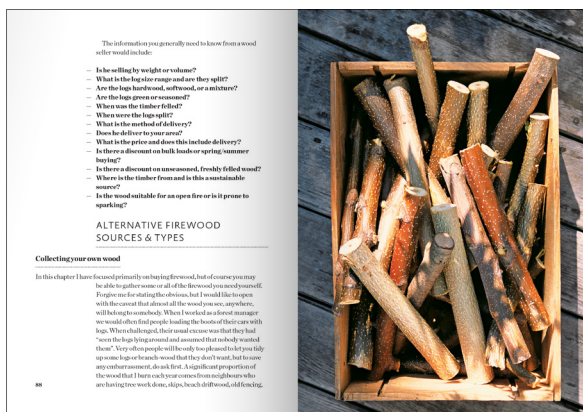 The information you generally need to know from a wood
seller would include:
— Is he selling by weight or volume?
— What is the log size range and are they split?
— Are the logs hardwood, softwood, or a mixture?
— Are the logs green or seasoned?
— When was the timber felled?
— When were the logs split?
— What is the method of delivery?
— Does he deliver to your area?
— What is the price and does this include delivery?
— Is there a discount on bulk loads or spring/summer
buying?
— Is there a discount on unseasoned, freshly felled wood?
— Where is the timber from and is this a sustainable
source?
— Is the wood suitable for an open fire or is it prone to
sparking?
ALTERNATIVE FIREWOOD
SOURCES & TYPES
Collecting your own wood
In this chapter I have focused primarily on buying firewood, but of course you may
be able to gather some or all of the firewood you need yourself.
Forgive me for stating the obvious, but I would like to open
with the caveat that almost all the wood you see, anywhere,
will belong to somebody. When I worked as a forest manager
we would often find people loading the boots of their cars with
logs. When challenged, their usual excuse was that they had
"seen the logs lying around and assumed that nobody wanted
them". Very often people will be only too pleased to let you tidy
up some logs or branch-wood that they don't want, but to save
any embarrassment, do ask first. A significant proportion of
the wood that I burn each year comes from neighbours who
are having tree work done, skips, beach driftwood, old fencing,
88